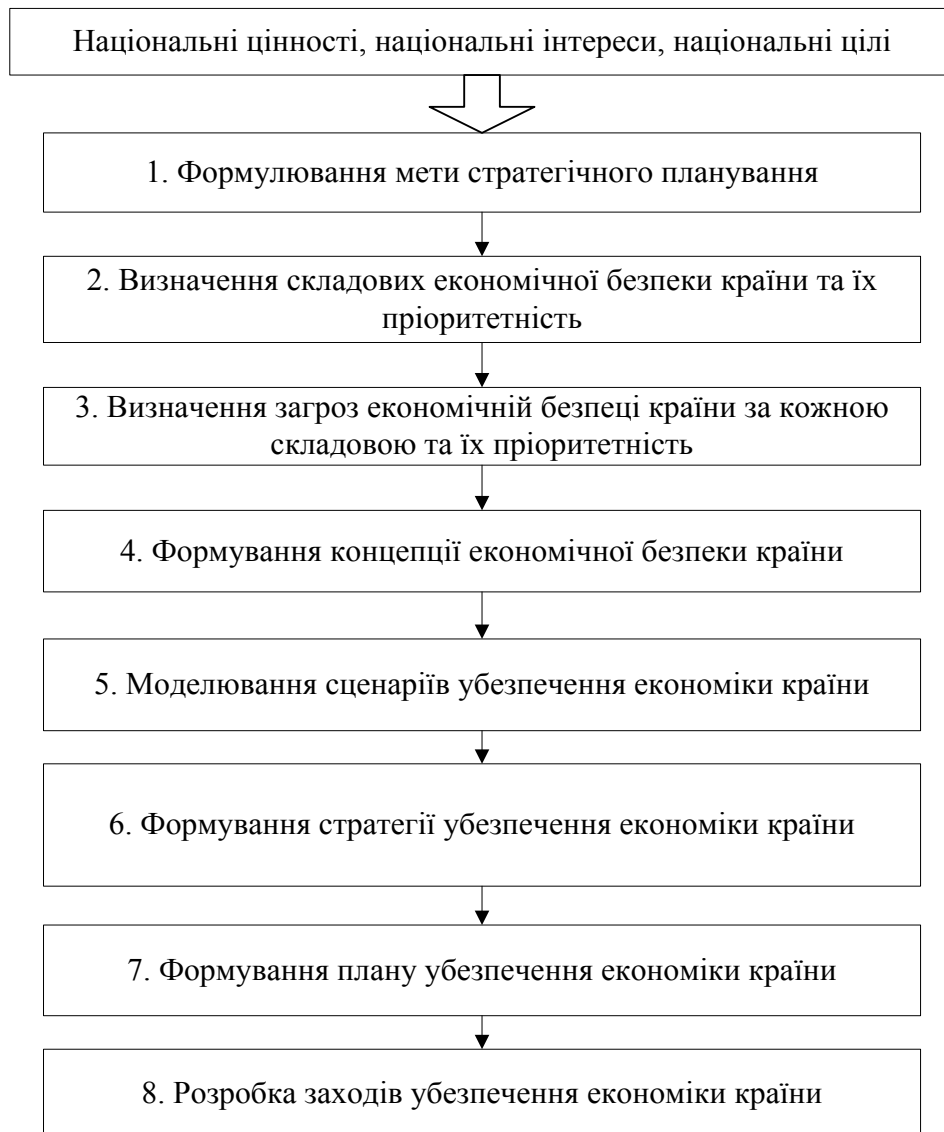 Національні цінності, національні інтереси, національні цілі
1. Формулювання мети стратегічного планування
2. Визначення складових економічної безпеки країни та їх
пріоритетність
3. Визначення загроз економічній безпеці країни за кожною
складовою та їх пріоритетність
4. Формування концепції економічної безпеки країни
5. Моделювання сценаріїв убезпечення економіки країни
6. Формування стратегії убезпечення економіки країни
7. Формування плану убезпечення економіки країни
8. Розробка заходів убезпечення економіки країни